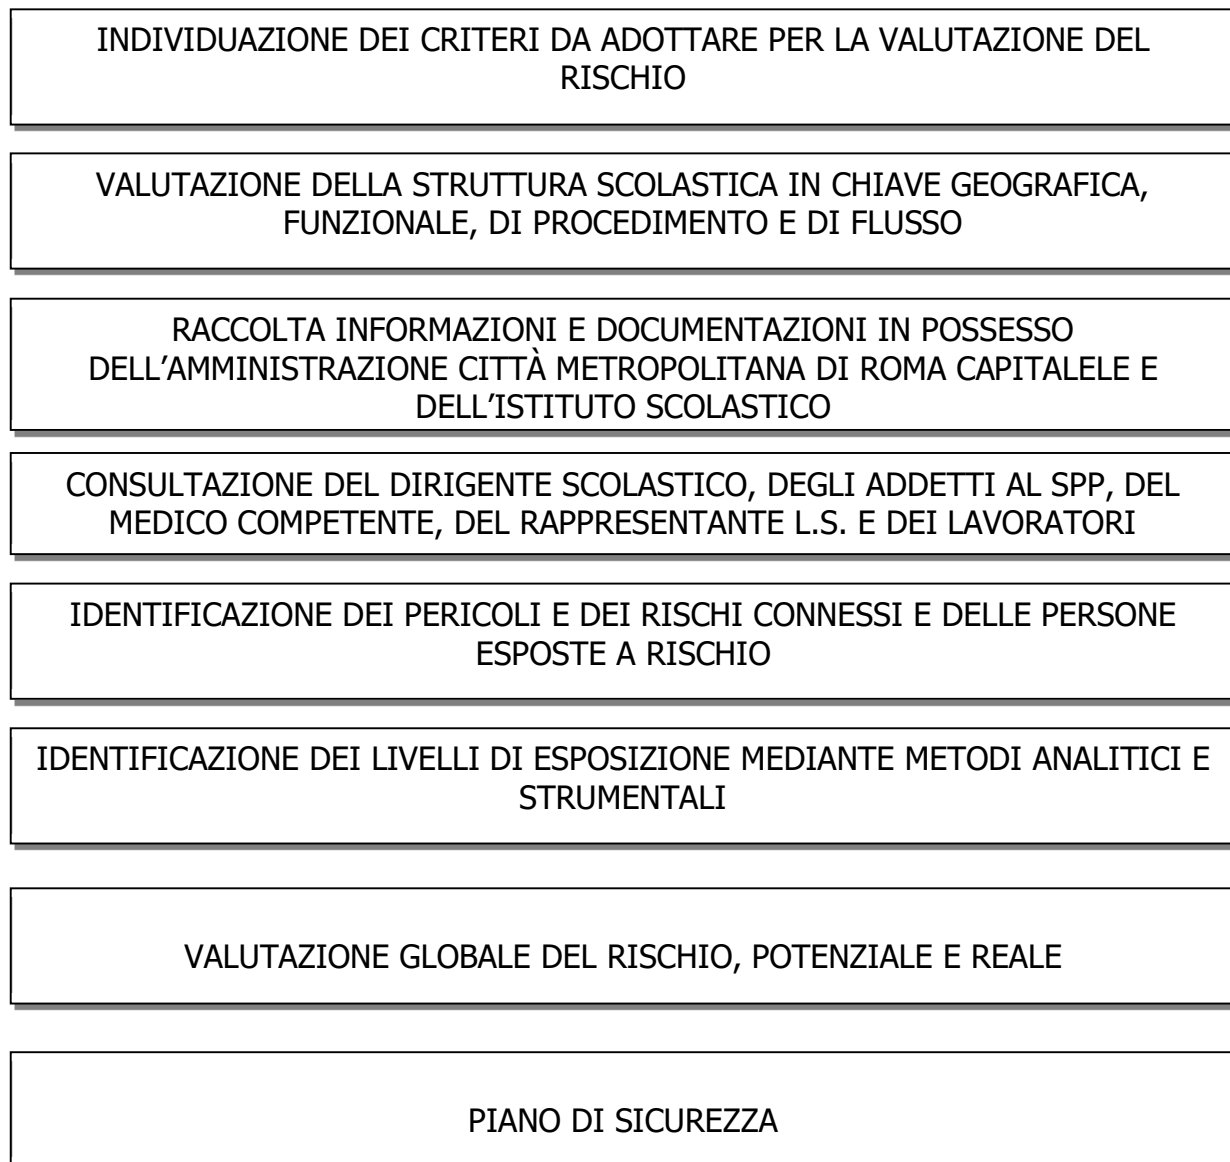 INDIVIDUAZIONE DEI CRITERI DA ADOTTARE PER LA VALUTAZIONE DEL
RISCHIO
VALUTAZIONE DELLA STRUTTURA SCOLASTICA IN CHIAVE GEOGRAFICA,
FUNZIONALE, DI PROCEDIMENTO E DI FLUSSO
RACCOLTA INFORMAZIONI E DOCUMENTAZIONI IN POSSESSO
DELL’AMMINISTRAZIONE CITTÀ METROPOLITANA DI ROMA CAPITALELE E
DELL’ISTITUTO SCOLASTICO
CONSULTAZIONE DEL DIRIGENTE SCOLASTICO, DEGLI ADDETTI AL SPP, DEL
MEDICO COMPETENTE, DEL RAPPRESENTANTE L.S. E DEI LAVORATORI
IDENTIFICAZIONE DEI PERICOLI E DEI RISCHI CONNESSI E DELLE PERSONE
ESPOSTE A RISCHIO
IDENTIFICAZIONE DEI LIVELLI DI ESPOSIZIONE MEDIANTE METODI ANALITICI E
STRUMENTALI
VALUTAZIONE GLOBALE DEL RISCHIO, POTENZIALE E REALE
PIANO DI SICUREZZA